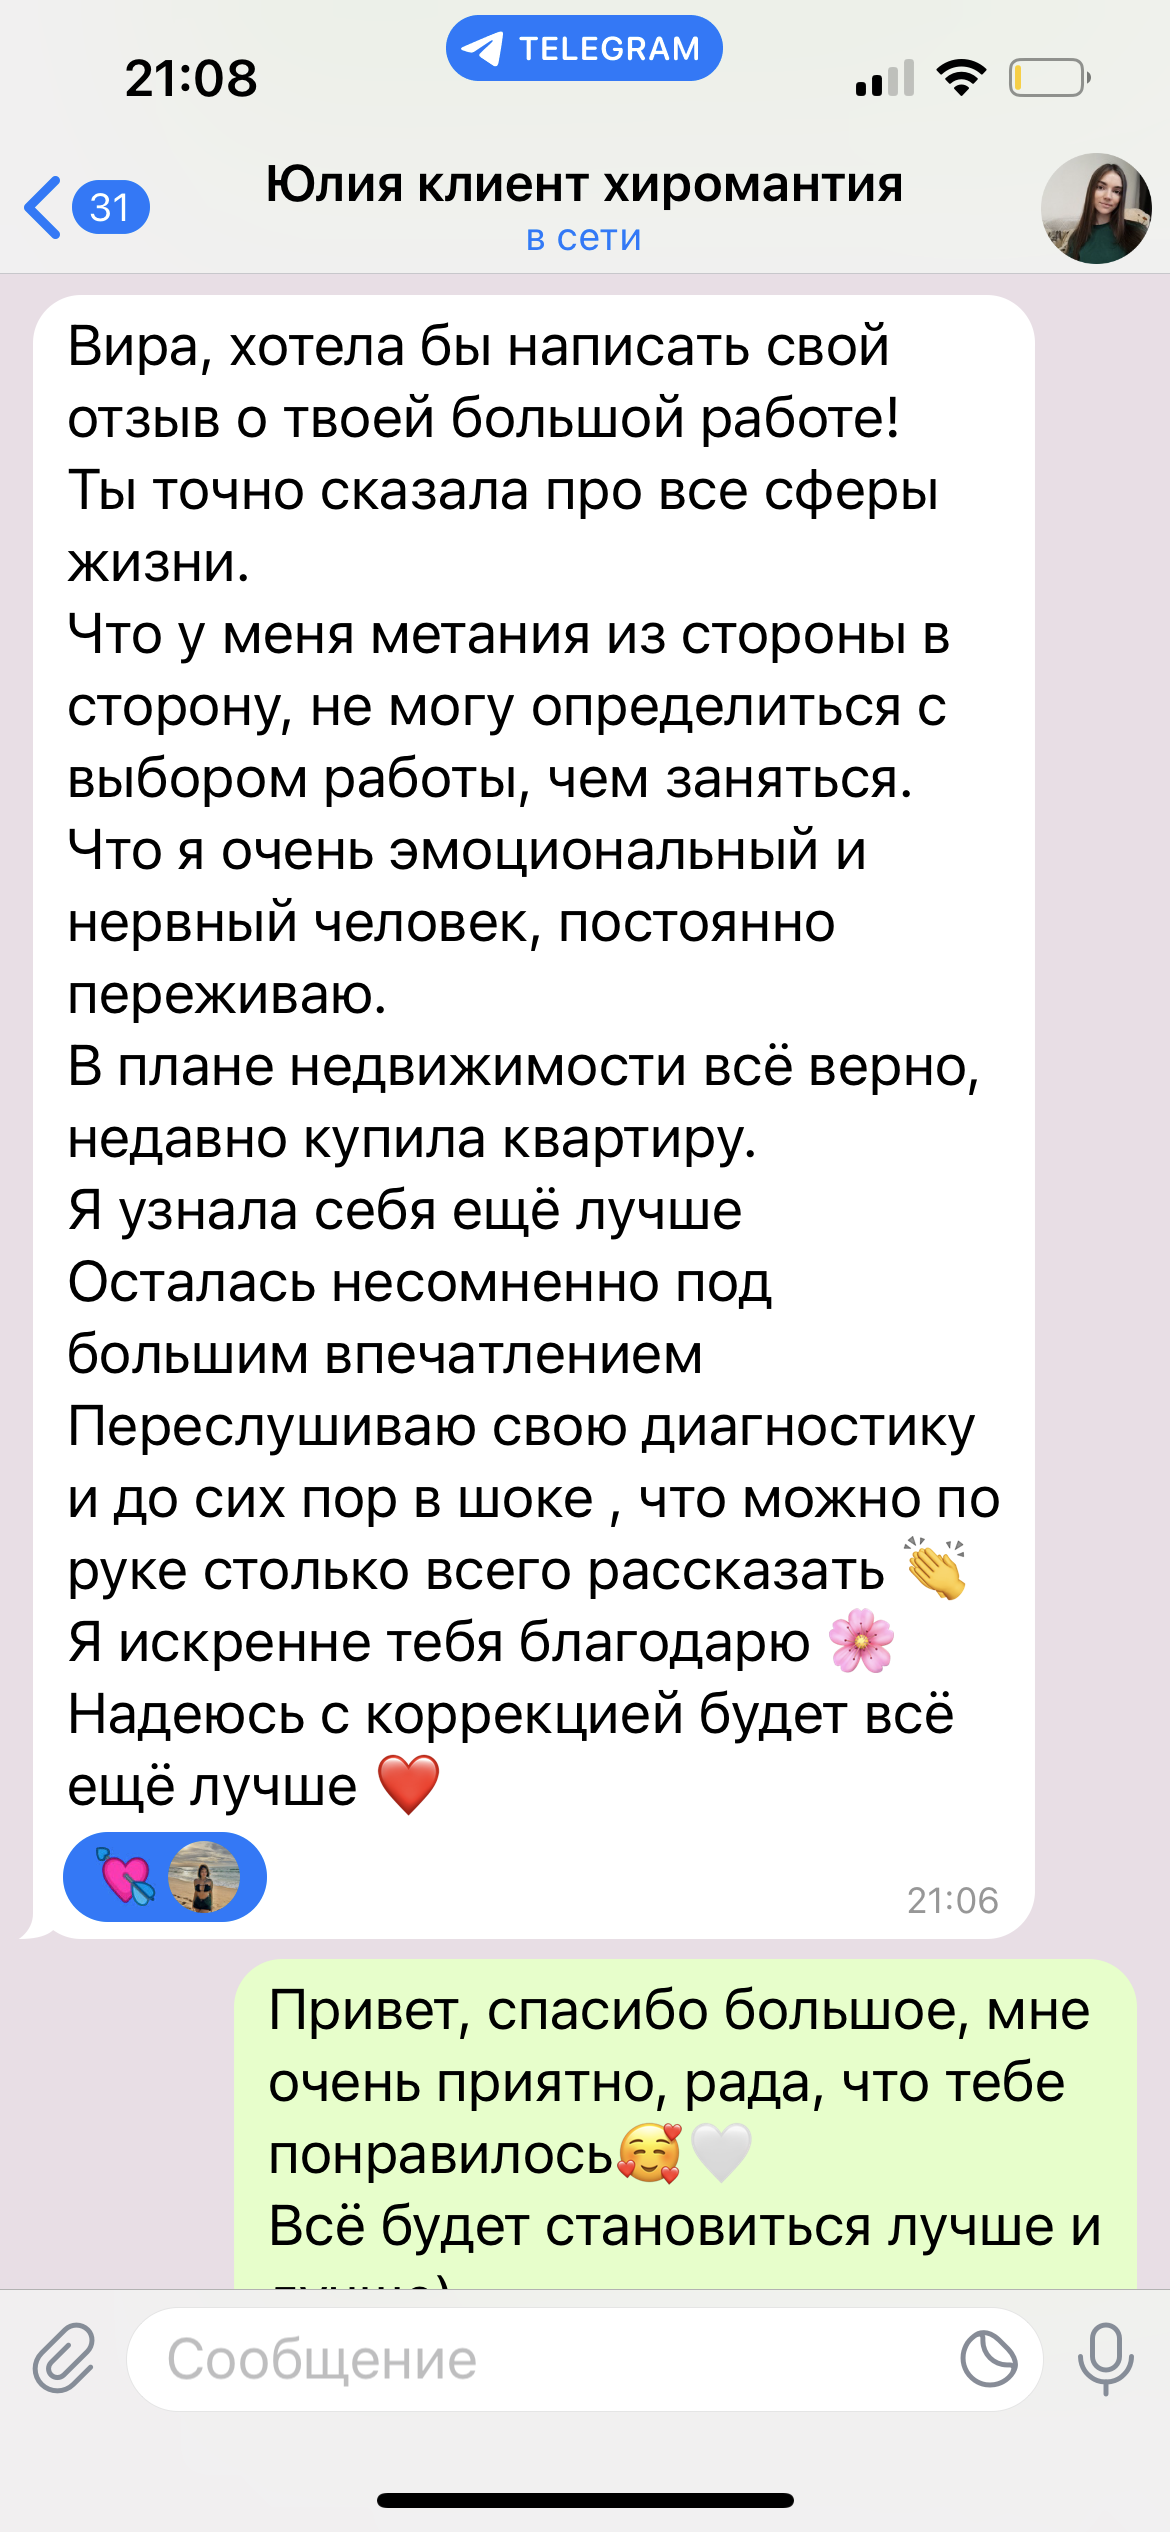 21:08
TELEGRAM
31
Юлия клиент хиромантия
в сети
Вира, хотела бы написать свой
отзыв о твоей большой работе!
Ты точно сказала про все сферы
жизни.
Что у меня метания из стороны в
сторону, не могу определиться с
выбором работы, чем заняться.
Что я очень эмоциональный и
нервный человек, постоянно
переживаю.
В плане недвижимости всё верно,
недавно купила квартиру.
Я узнала себя ещё лучше
Осталась несомненно под
большим впечатлением
Переслушиваю свою диагностику
и до сих пор в шоке , что можно по
руке столько всего рассказать 👏
Я искренне тебя благодарю 🌸
Надеюсь с коррекцией будет всё
ещё лучше ❤️
💘
21:06
Привет, спасибо большое, мне
очень приятно, рада, что тебе
понравилось🥰🤍
Всё будет становиться лучше и
Сообщение